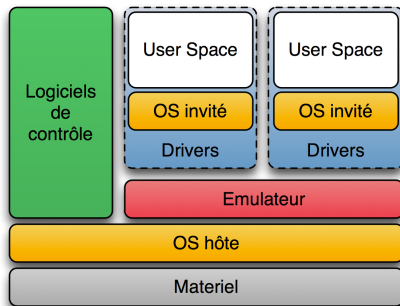 Logiciels
de
contrôle
User Space
OS invité
Drivers
User Space
OS invité
Drivers
Emulateur
OS hôte
Materiel